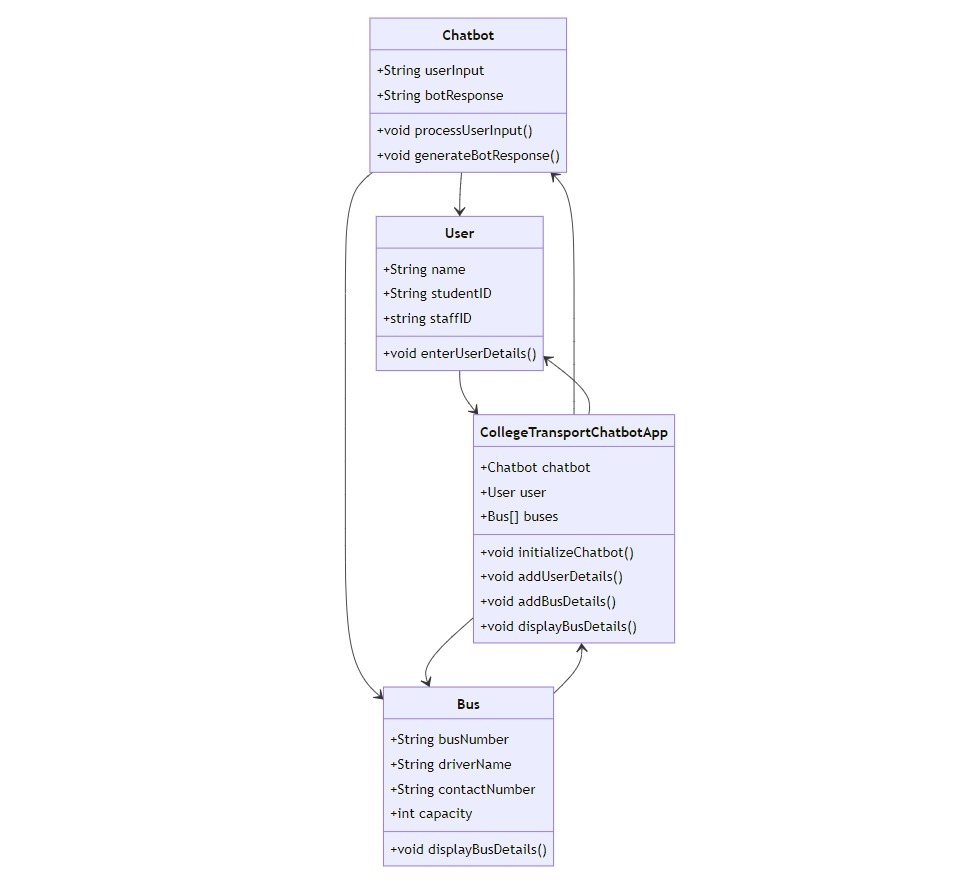 Chatbot
+String userInput
+String botResponse
+void processUserInput()
+void generateBotResponse()
User
+String name
+String studentID
+string staffID
+void enterUserDetails()
CollegeTransportChatbotApp
+Chatbot chatbot
+User user
+Bus[] buses
+void initializeChatbot()
+void addUserDetails()
+void addBusDetails()
+void displayBusDetails()
Bus
+String busNumber
+String driverName
+String contactNumber
+int capacity
+void displayBusDetails()